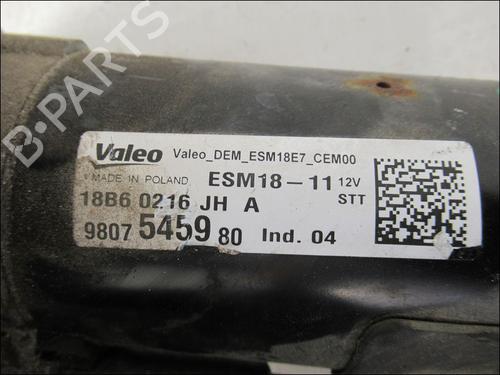 B-PARTS
Valeo Valeo_DEM_ESM18E7_CEM00
MADE IN POLAND ESM18-11 12V
STT
18B6 0216 JH A
9807 5459 80 Ind. 04